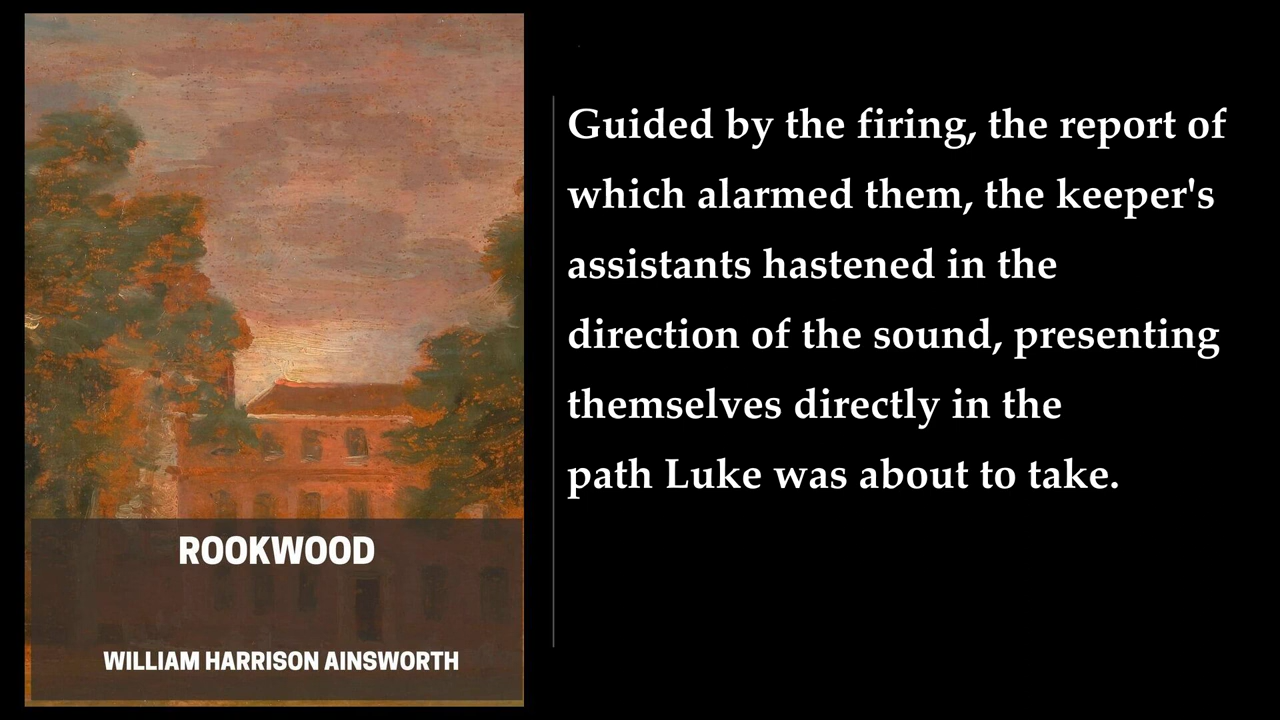 ROOKWOOD
WILLIAM HARRISON AINSWORTH
Guided by the firing, the report of
which alarmed them, the keeper's
assistants hastened in the
direction of the sound, presenting
themselves directly in the
path Luke was about to take.